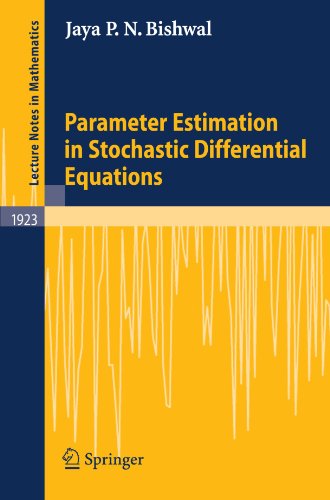 Jaya P. N. Bishwal
Lecture Notes in Mathematics
1923
Parameter Estimation
in Stochastic Differential
Equations
Springer